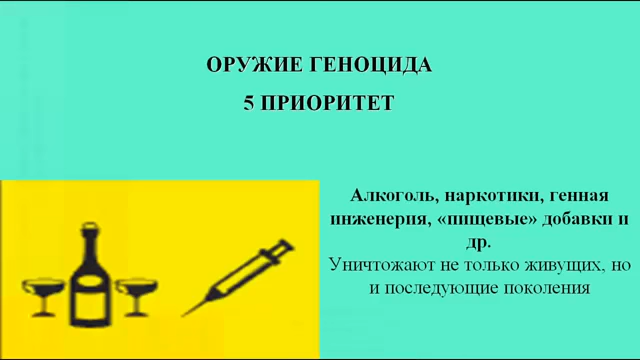 ОРУЖИЕ ГЕНОЦИДА
5 ПРИОРИТЕТ
Алкоголь, наркотики, генная
инженерия, «пищевые» добавки и
др.
Уничтожают не только живущих, но
и последующие поколения